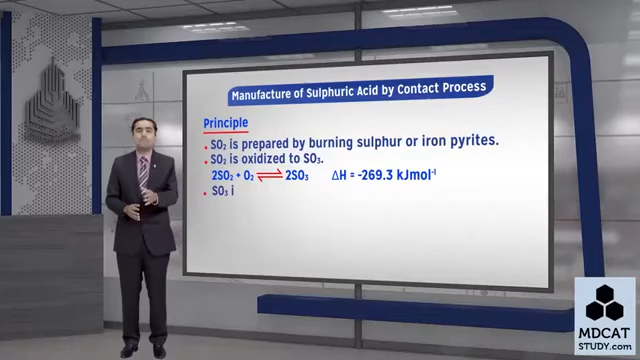 Manufacture of Sulphuric Acid by Contact Process
Principle
• SO₂ is prepared by burning sulphur or iron pyrites.
• SO₂ is oxidized to SO₃.
2SO₂ + O₂ ⇌ 2SO₃ ΔH = -269.3 kJmol⁻¹
• SO₃ i
MDCAT
STUDY.com